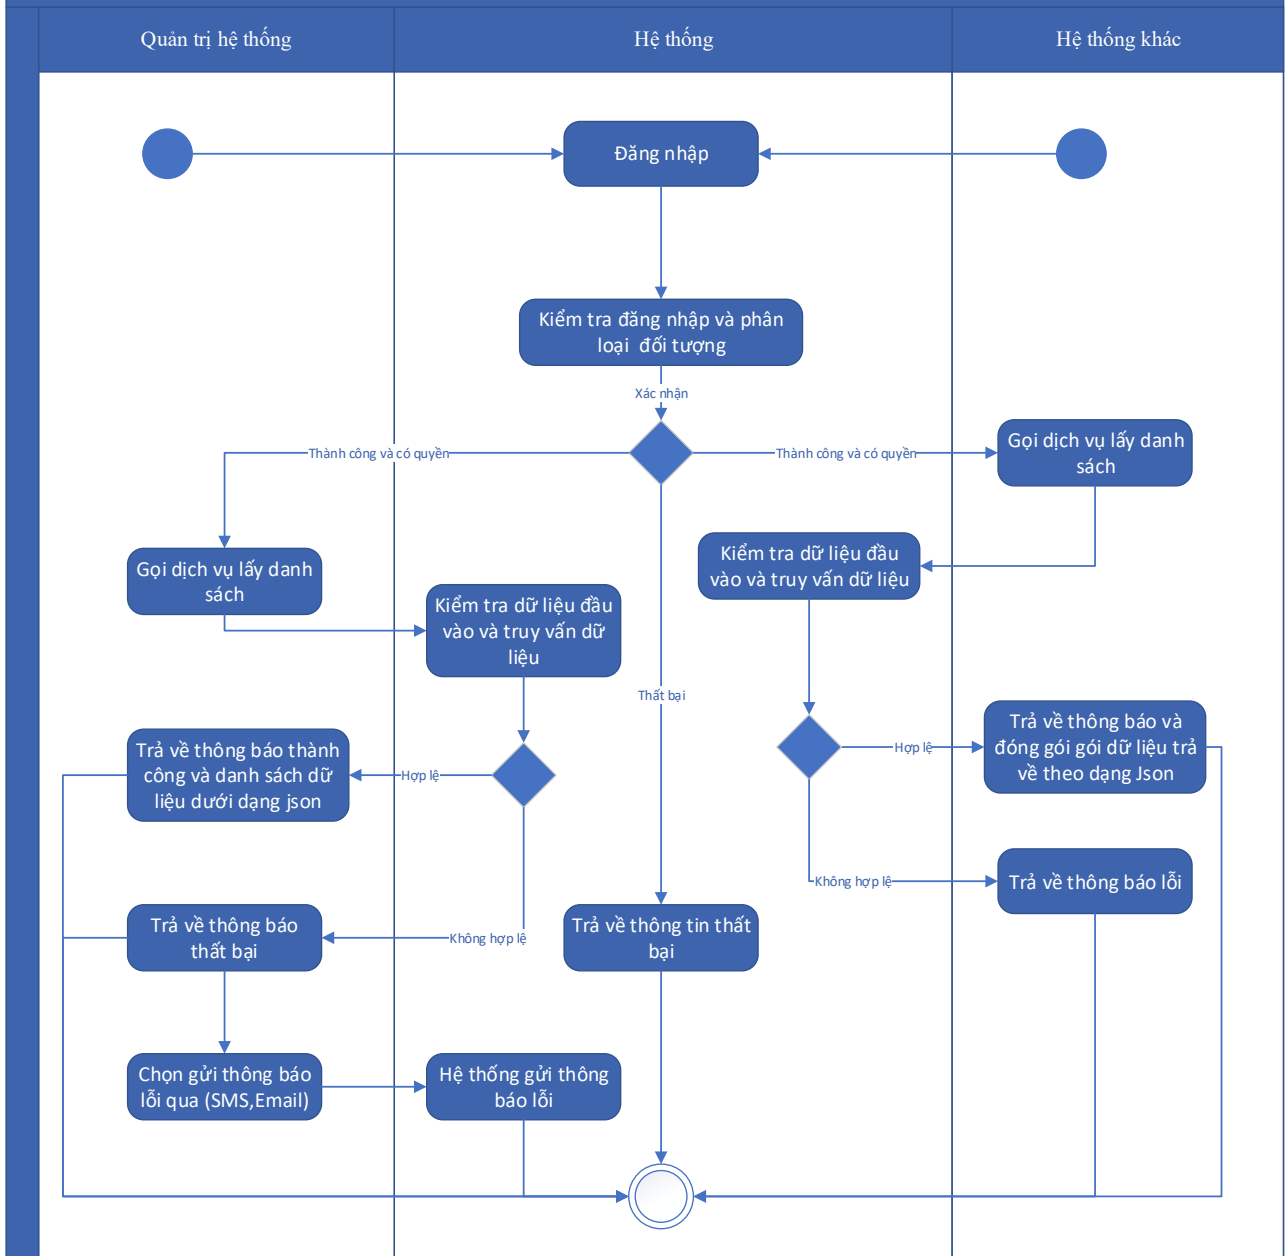 Quản trị hệ thống
Hệ thống
Hệ thống khác
Đăng nhập
Kiểm tra đăng nhập và phân
loại đối tượng
Xác nhận
Thành công và có quyền
Thành công và có quyền
Gọi dịch vụ lấy danh
sách
Kiểm tra dữ liệu đầu
vào và truy vấn dữ liệu
Gọi dịch vụ lấy danh
sách
Kiểm tra dữ liệu đầu
vào và truy vấn dữ
liệu
Thất bại
Trả về thông báo và
đóng gói gói dữ liệu trả
về theo dạng Json
Hợp lệ
Trả về thông báo thành
công và danh sách dữ
liệu dưới dạng json
Hợp lệ
Không hợp lệ
Trả về thông báo lỗi
Trả về thông báo
thất bại
Không hợp lệ
Trả về thông tin thất
bại
Chọn gửi thông báo
lỗi qua (SMS,Email)
Hệ thống gửi thông
báo lỗi